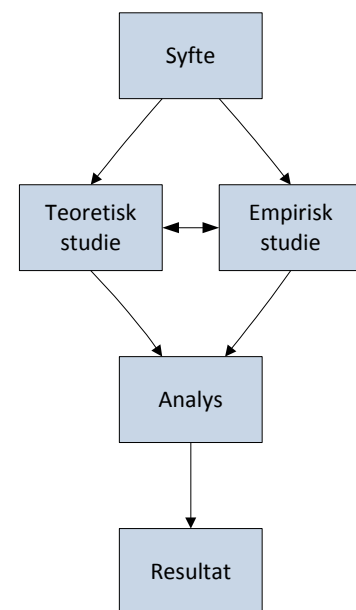 Syfte
Teoretisk
studie
Empirisk
studie
Analys
Resultat